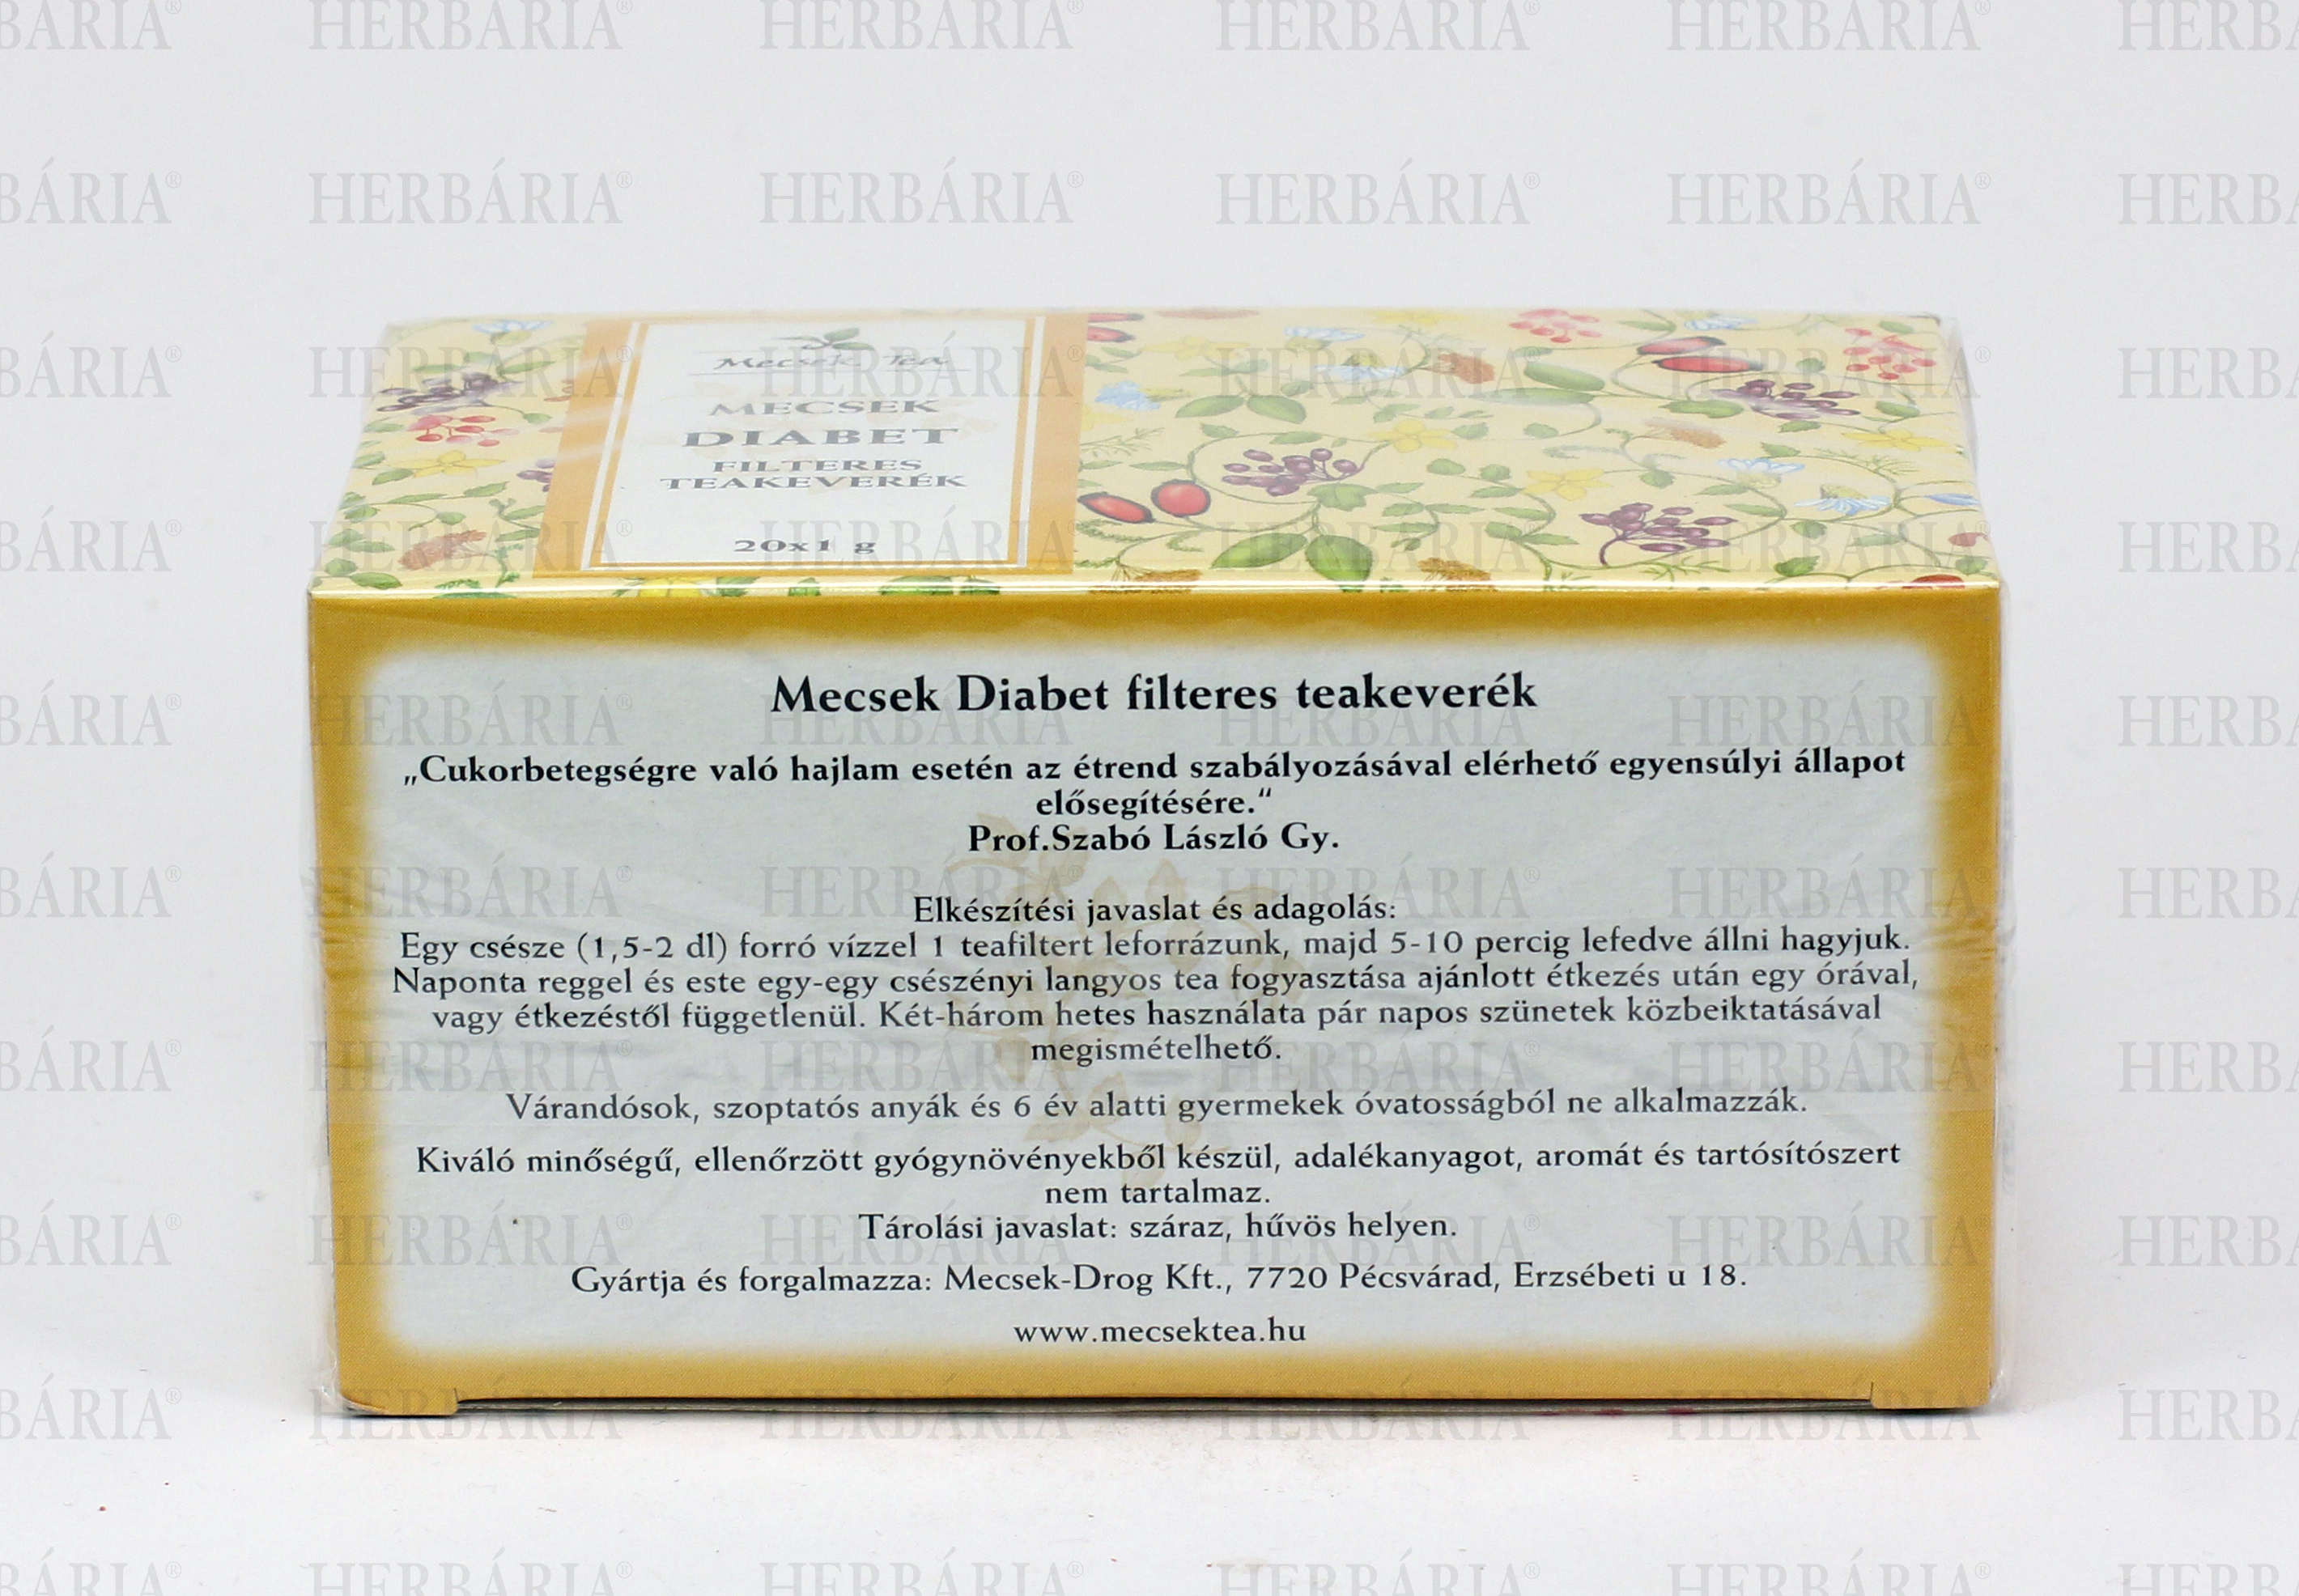 Mecsek Tea
MECSEK
DIABET
FILTERES
TEAKEVERÉK
20x1 g
Mecsek Diabet filteres teakeverék
„Cukorbetegségre való hajlam esetén az étrend szabályozásával elérhető egyensúlyi állapot
elősegítésére.“
Prof.Szabó László Gy.
Elkészítési javaslat és adagolás:
Egy csésze (1,5-2 dl) forró vízzel 1 teafiltert leforrázunk, majd 5-10 percig lefedve állni hagyjuk.
Naponta reggel és este egy-egy csészényi langyos tea fogyasztása ajánlott étkezés után egy órával,
vagy étkezéstől függetlenül. Két-három hetes használata pár napos szünetek közbeiktatásával
megismételhető.
Várandósok, szoptatós anyák és 6 év alatti gyermekek óvatosságból ne alkalmazzák.
Kiváló minőségű, ellenőrzött gyógynövényekből készül, adalékanyagot, aromát és tartósítószert
nem tartalmaz.
Tárolási javaslat: száraz, hűvös helyen.
Gyártja és forgalmazza: Mecsek-Drog Kft., 7720 Pécsvárad, Erzsébeti u 18.
www.mecsektea.hu
HERBÁRIA®